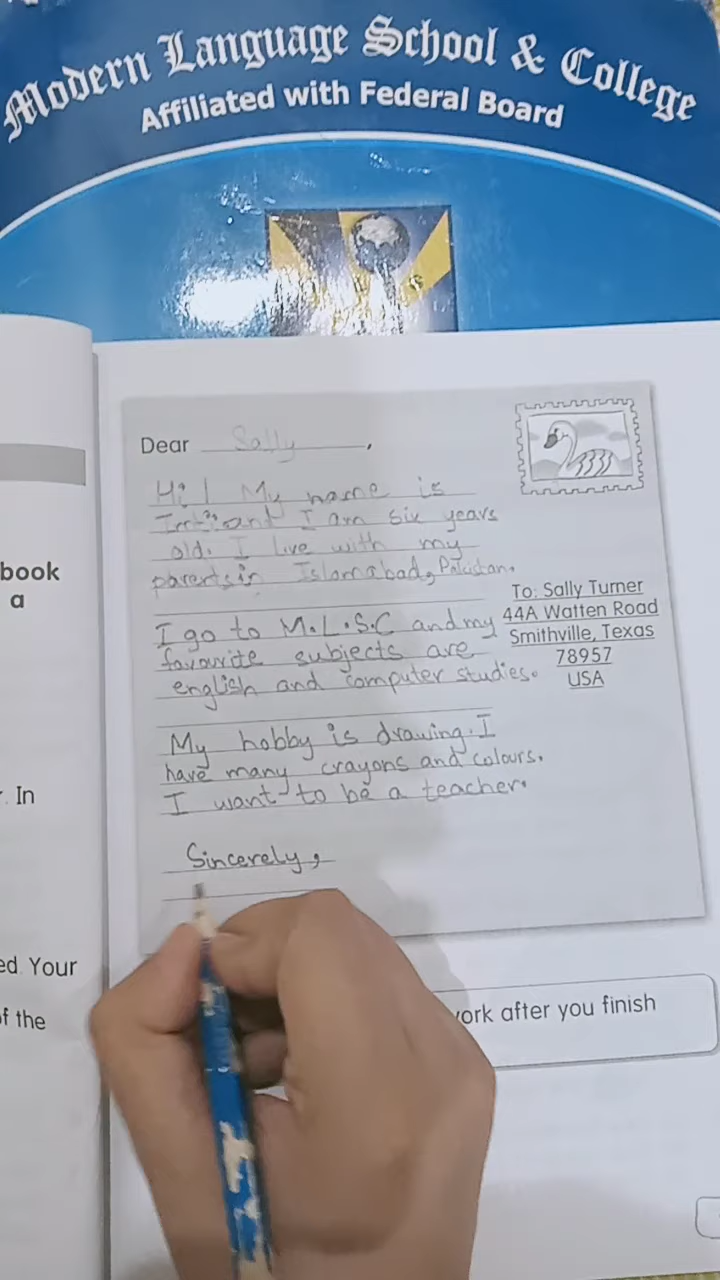 Modern Language School & College
Affiliated with Federal Board
Dear Sally,
Hi! My name is
and I am six years
old. I live with my
parents in Islamabad, Pakistan.
I go to M.L.S.C and my
favourite subjects are
english and computer studies.
My hobby is drawing. I
have many crayons and colours.
I want to be a teacher.
Sincerely,
To: Sally Turner
44A Watten Road
Smithville, Texas
78957
USA
book
a
. In
ed. Your
of the
work after you finish